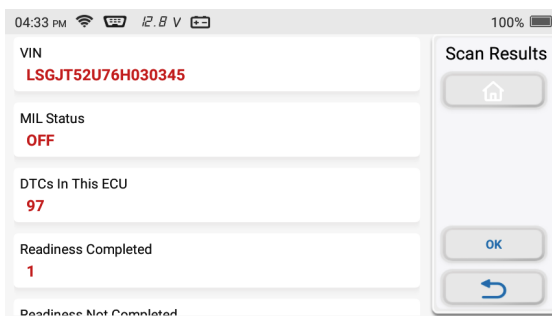 04:33 PM 12.8 V 100%
VIN
LSGJT52U76H030345
MIL Status
OFF
DTCs In This ECU
97
Readiness Completed
1
Readiness Not Completed
Scan Results
OK